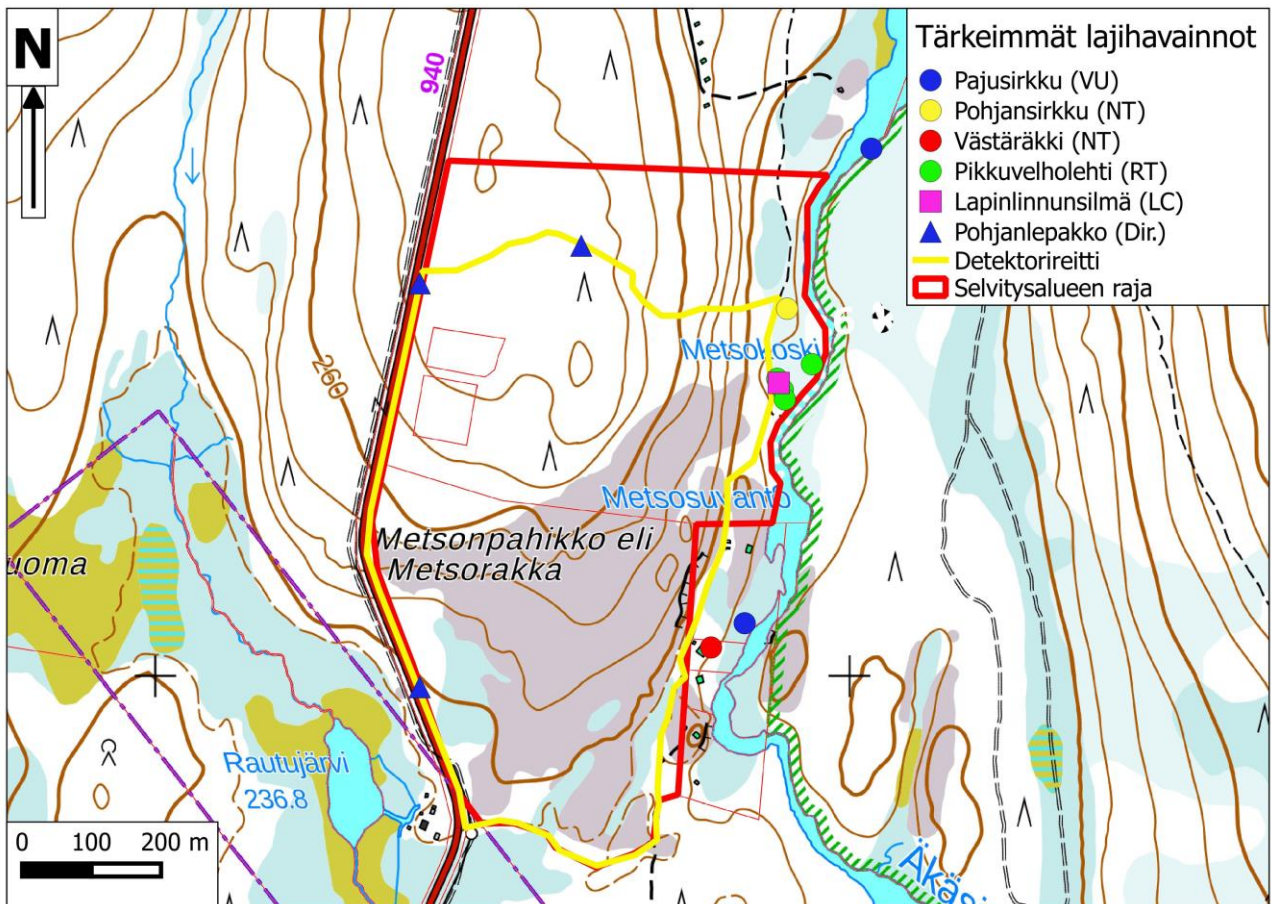 N
940
Tärkeimmät lajihavainnot
Pajusirkku (VU)
Pohjansirkku (NT)
Västäräkki (NT)
Pikkuvelholehti (RT)
Lapinlinnunsilmä (LC)
Pohjanlepakko (Dir.)
Detektorireitti
Selvitysalueen raja
260
Metsokoski
Metsosuvanto
Metsonpahikko eli
Metsorakka
uoma
Rautujärvi
236.8
0 100 200 m
Äkäsj